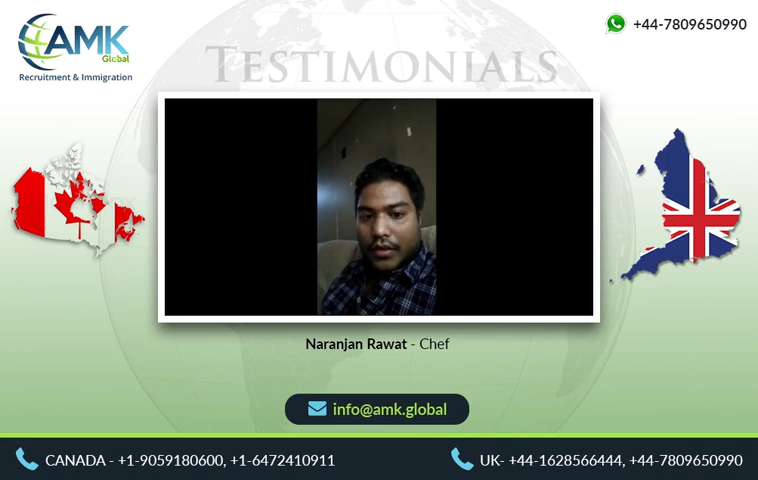 AMK
Global
Recruitment & Immigration
+44-7809650990
TESTIMONIALS
Naranjan Rawat - Chef
info@amk.global
CANADA - +1-9059180600, +1-6472410911
UK- +44-1628566444, +44-7809650990